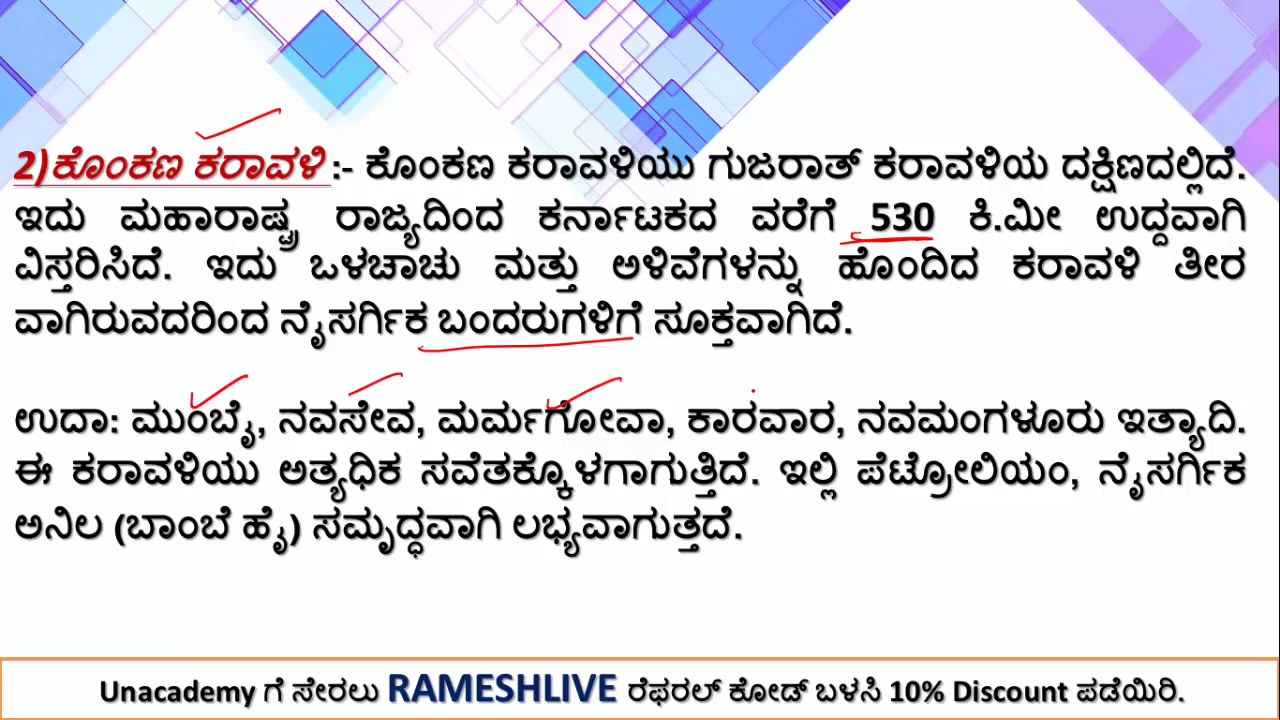 2)ಕೊಂಕಣ ಕರಾವಳಿ :- ಕೊಂಕಣ ಕರಾವಳಿಯು ಗುಜರಾತ್ ಕರಾವಳಿಯ ದಕ್ಷಿಣದಲ್ಲಿದೆ.
ಇದು ಮಹಾರಾಷ್ಟ್ರ ರಾಜ್ಯದಿಂದ ಕರ್ನಾಟಕದ ವರೆಗೆ 530 ಕಿ.ಮೀ ಉದ್ದವಾಗಿ
ವಿಸ್ತರಿಸಿದೆ. ಇದು ಒಳಚಾಚು ಮತ್ತು ಅಳಿವೆಗಳನ್ನು ಹೊಂದಿದ ಕರಾವಳಿ ತೀರ
ವಾಗಿರುವದರಿಂದ ನೈಸರ್ಗಿಕ ಬಂದರುಗಳಿಗೆ ಸೂಕ್ತವಾಗಿದೆ.
ಉದಾ: ಮುಂಬೈ, ನವಸೇವ, ಮರ್ಮಗೋವಾ, ಕಾರವಾರ, ನವಮಂಗಳೂರು ಇತ್ಯಾದಿ.
ಈ ಕರಾವಳಿಯು ಅತ್ಯಧಿಕ ಸವೆತಕ್ಕೊಳಗಾಗುತ್ತಿದೆ. ಇಲ್ಲಿ ಪೆಟ್ರೋಲಿಯಂ, ನೈಸರ್ಗಿಕ
ಅನಿಲ (ಬಾಂಬೆ ಹೈ) ಸಮೃದ್ಧವಾಗಿ ಲಭ್ಯವಾಗುತ್ತದೆ.
Unacademy ಗೆ ಸೇರಲು RAMESHLIVE ರೆಫರಲ್ ಕೋಡ್ ಬಳಸಿ 10% Discount ಪಡೆಯಿರಿ.